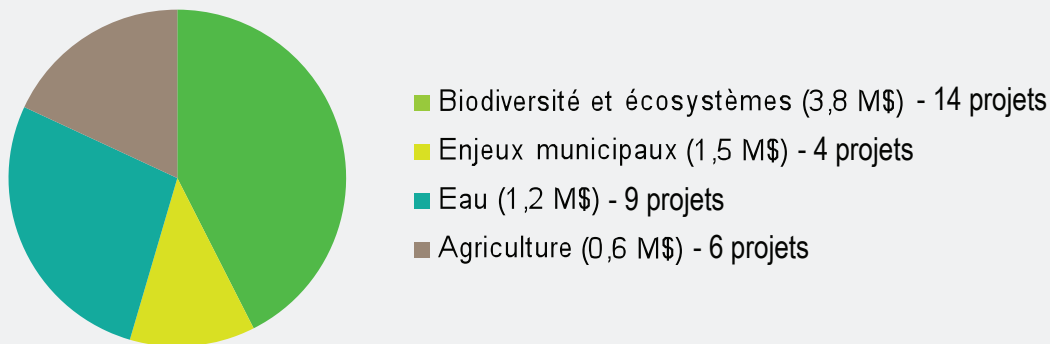 Biodiversité et écosystèmes (3,8 M$) - 14 projets
Enjeux municipaux (1,5 M$) - 4 projets
Eau (1,2 M$) - 9 projets
Agriculture (0,6 M$) - 6 projets